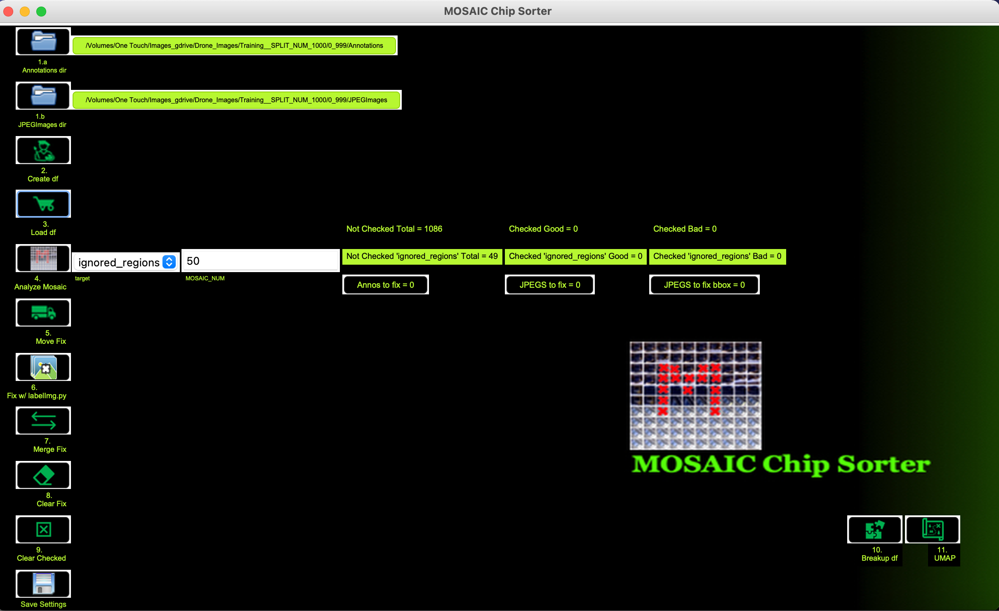 MOSAIC Chip Sorter
/Volumes/One Touch/Images_gdrive/Drone_Images/Training__SPLIT_NUM_1000/0_999/Annotations
1.a
Annotations dir
/Volumes/One Touch/Images_gdrive/Drone_Images/Training__SPLIT_NUM_1000/0_999/JPEGImages
1.b
JPEGImages dir
2.
Create df
3.
Load df
Not Checked Total = 1086
Checked Good = 0
Checked Bad = 0
M
ignored_regions
50
Not Checked 'ignored_regions' Total = 49
Checked 'ignored_regions' Good = 0
Checked 'ignored_regions' Bad = 0
4.
Analyze Mosaic
target
MOSAIC_NUM
Annos to fix = 0
JPEGS to fix = 0
JPEGS to fix bbox = 0
5.
Move Fix
6.
Fix w/ labelImg.py
7.
Merge Fix
MOSAIC Chip Sorter
8.
Clear Fix
9.
Clear Checked
10.
Breakup df
11.
UMAP
Save Settings